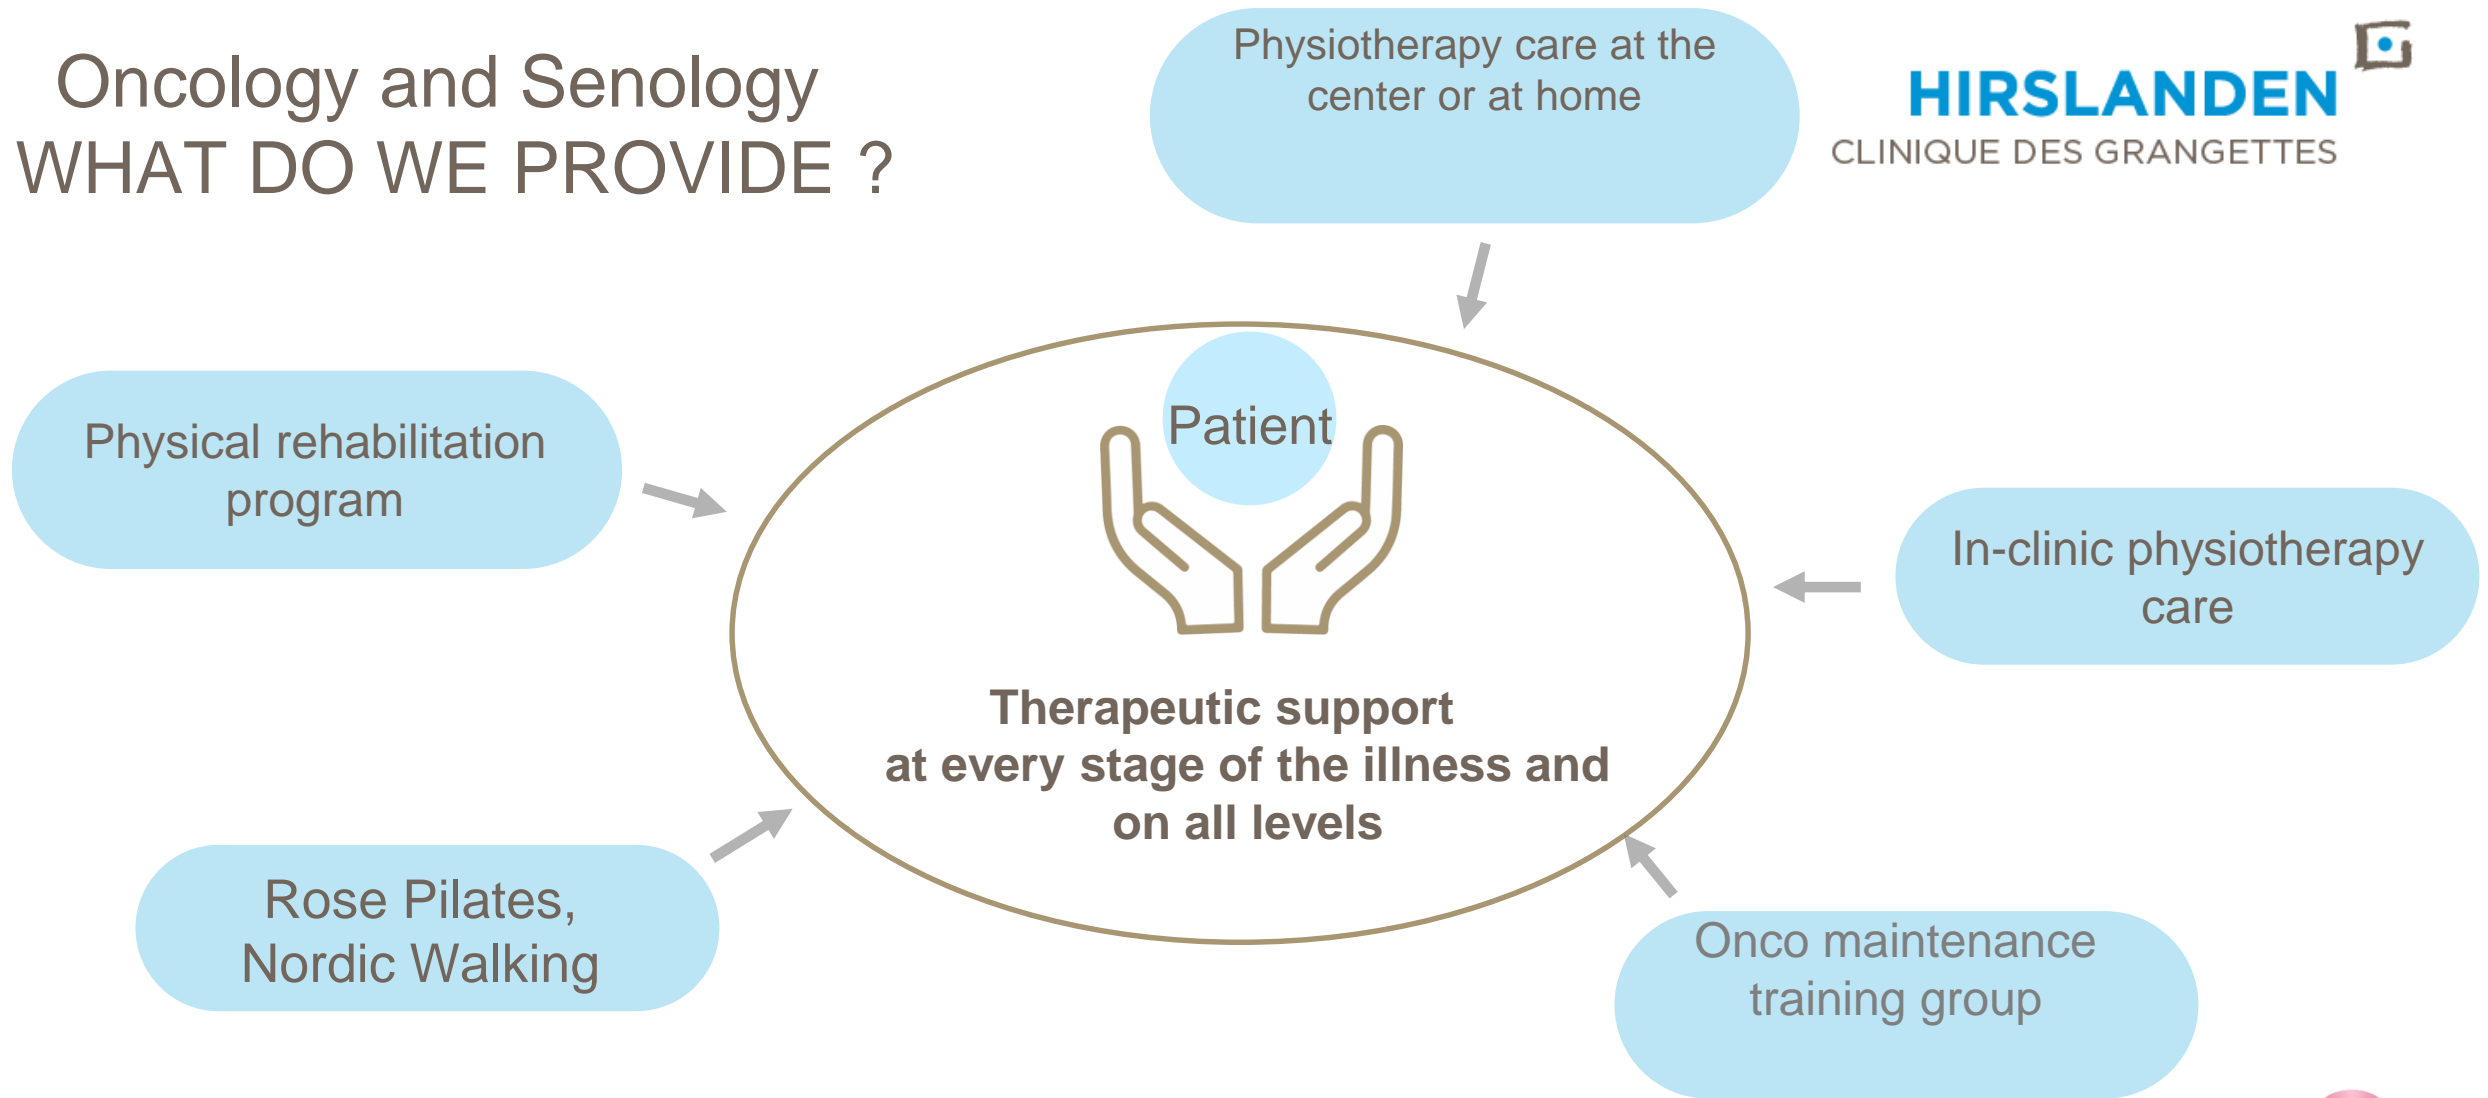 Oncology and Senology
WHAT DO WE PROVIDE ?
Physiotherapy care at the
center or at home
HIRSLANDEN
CLINIQUE DES GRANGETTES
Patient
Physical rehabilitation
program
In-clinic physiotherapy
care
Therapeutic support
at every stage of the illness and
on all levels
Rose Pilates,
Nordic Walking
Onco maintenance
training group